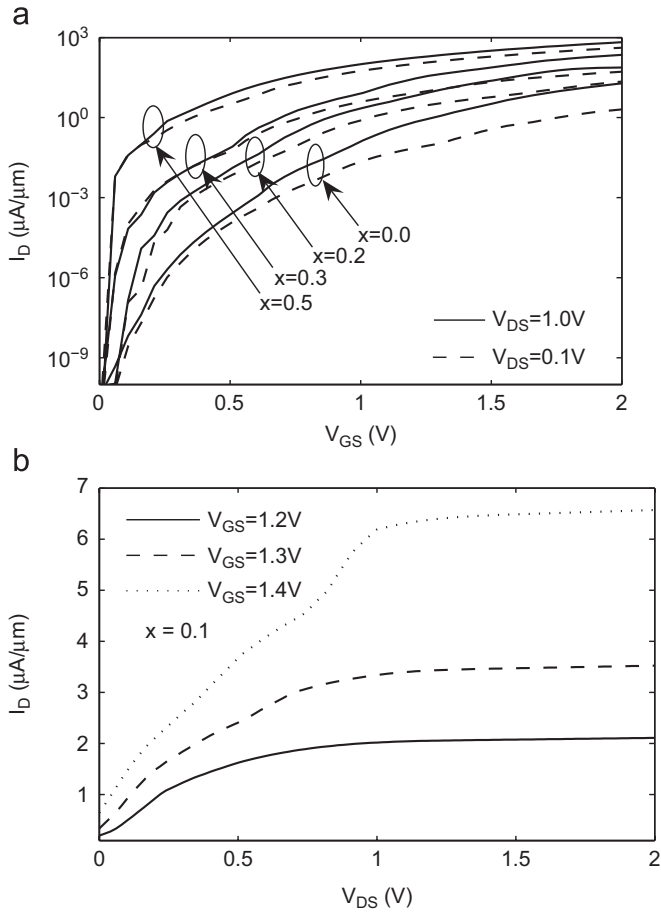 a
I_D (μA/μm)
10^3
10^0
10^-3
10^-6
10^-9
x=0.0
x=0.2
x=0.3
x=0.5
V_DS=1.0V
V_DS=0.1V
0 0.5 1 1.5 2
V_GS (V)
b
I_D (μA/μm)
7
6
5
4
3
2
1
V_GS=1.2V
V_GS=1.3V
V_GS=1.4V
x = 0.1
0 0.5 1 1.5 2
V_DS (V)